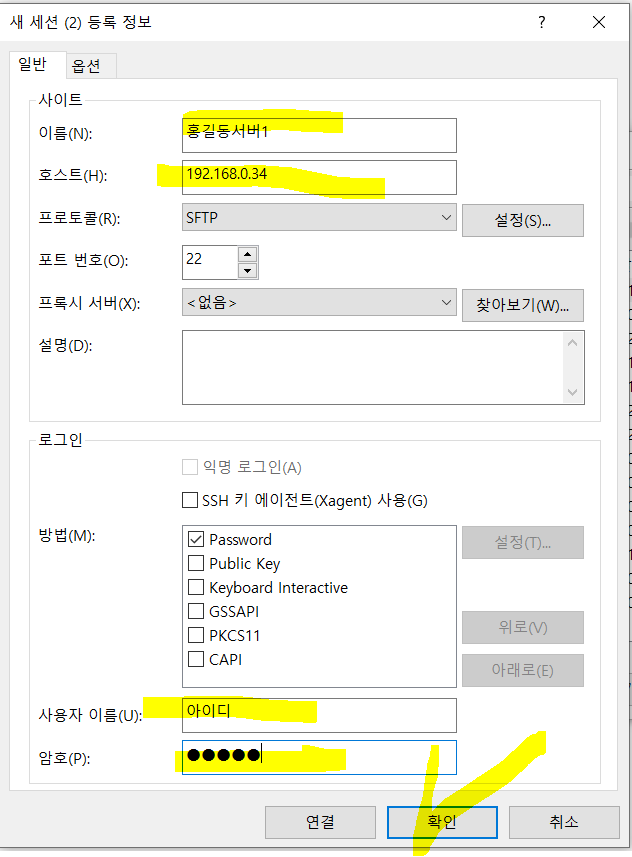 새 세션 (2) 등록 정보 ?
일반 옵션
사이트
이름(N): 홍길동서버1
호스트(H): 192.168.0.34
프로토콜(R): SFTP 설정(S)...
포트 번호(O): 22
프록시 서버(X): <없음> 찾아보기(W)...
설명(D):
로그인
익명 로그인(A)
SSH 키 에이전트(Xagent) 사용(G)
방법(M): Password 설정(T)...
Public Key
Keyboard Interactive
GSSAPI
PKCS11 위로(V)
CAPI 아래로(E)
사용자 이름(U): 아이디
암호(P): ●●●●●
연결 확인 취소